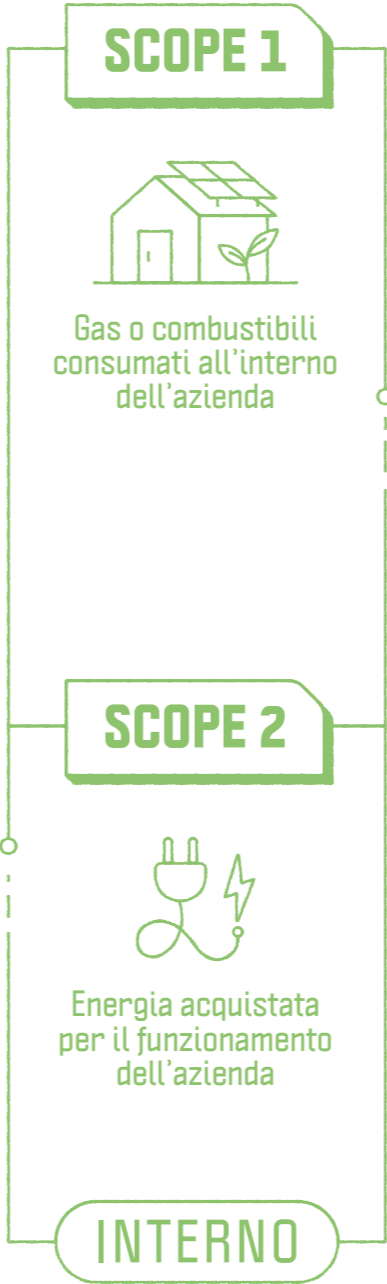 SCOPE 1
Gas o combustibili
consumati all'interno
dell'azienda
SCOPE 2
Energia acquistata
per il funzionamento
dell'azienda
INTERNO